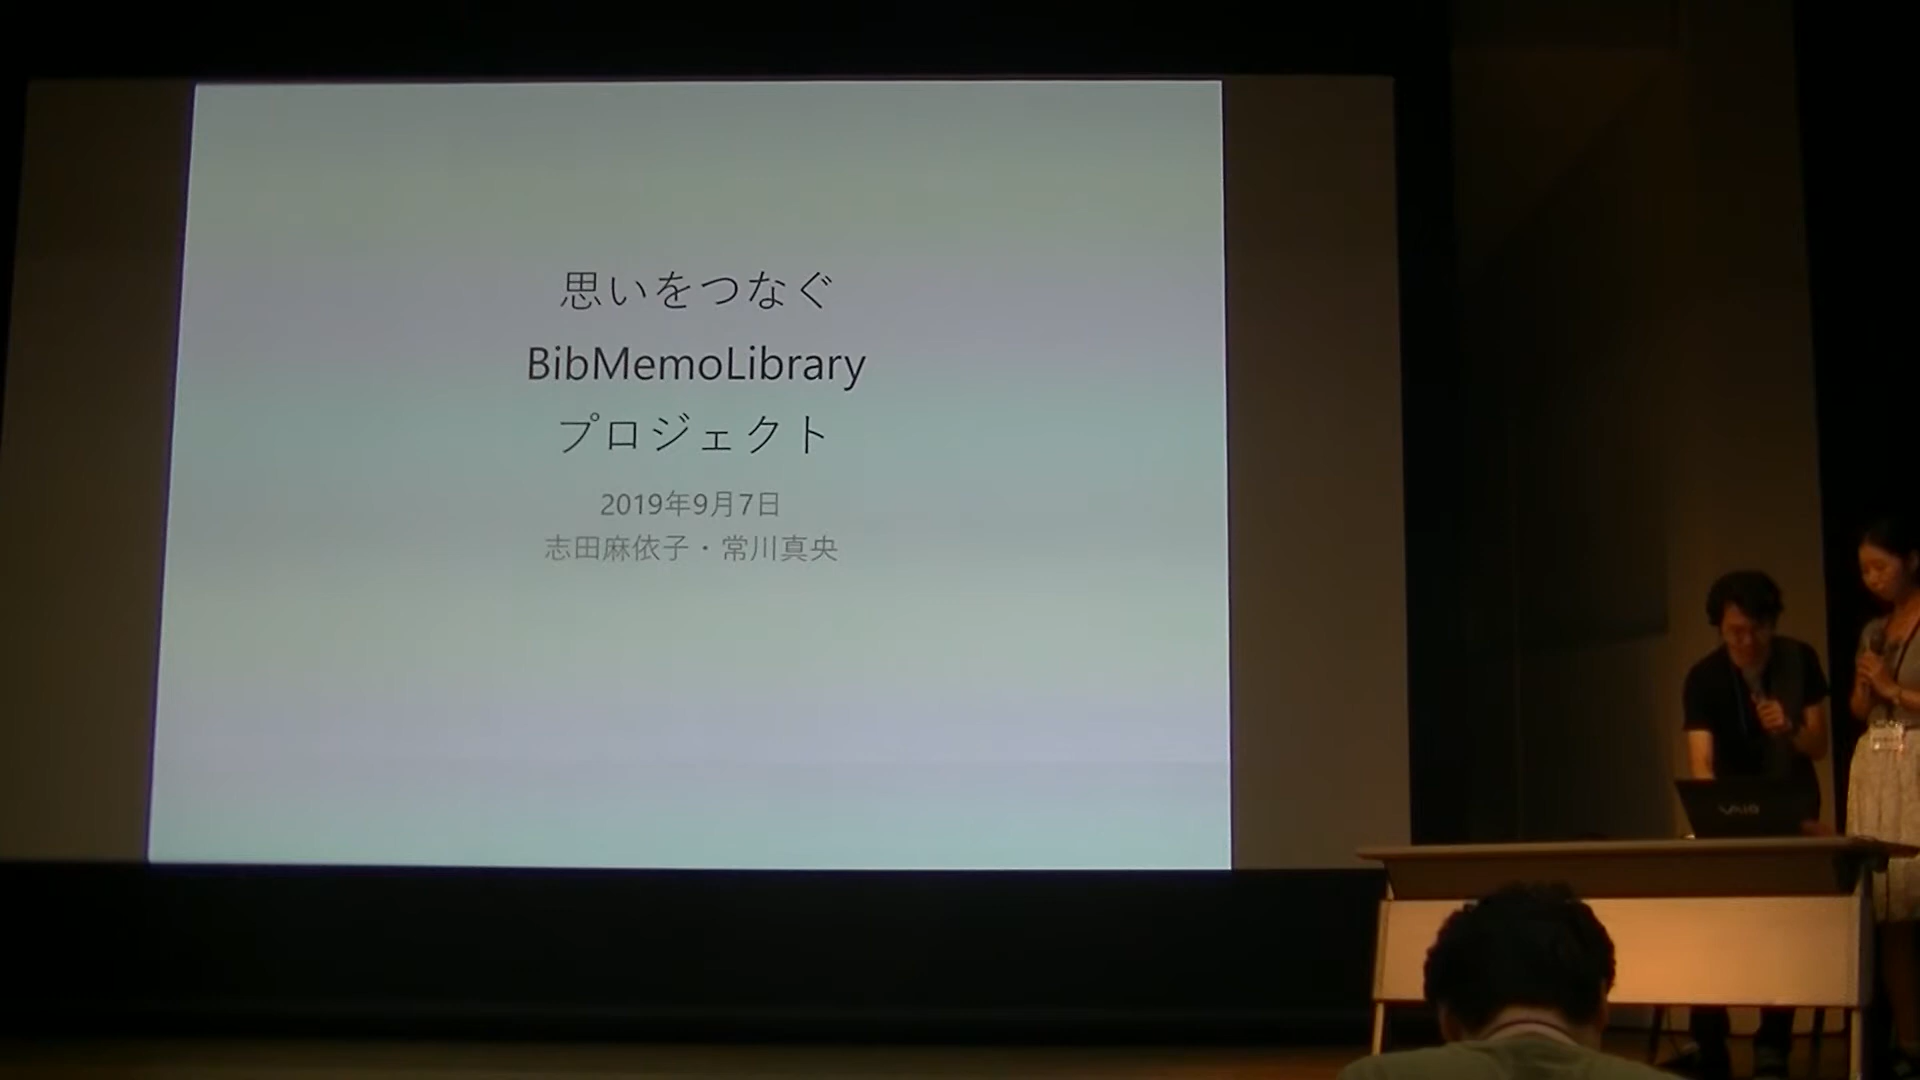 思いをつなぐ
BibMemoLibrary
プロジェクト
2019年9月7日
志田麻依子・常川真央
VAIO